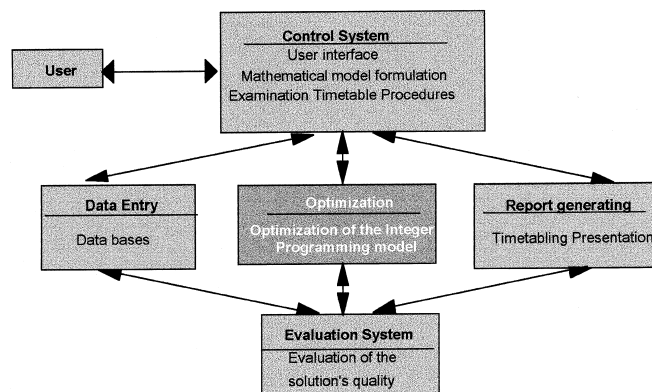 Control System
User interface
Mathematical model formulation
Examination Timetable Procedures
User
Data Entry
Data bases
Optimization
Optimization of the Integer
Programming model
Report generating
Timetabling Presentation
Evaluation System
Evaluation of the
solution's quality